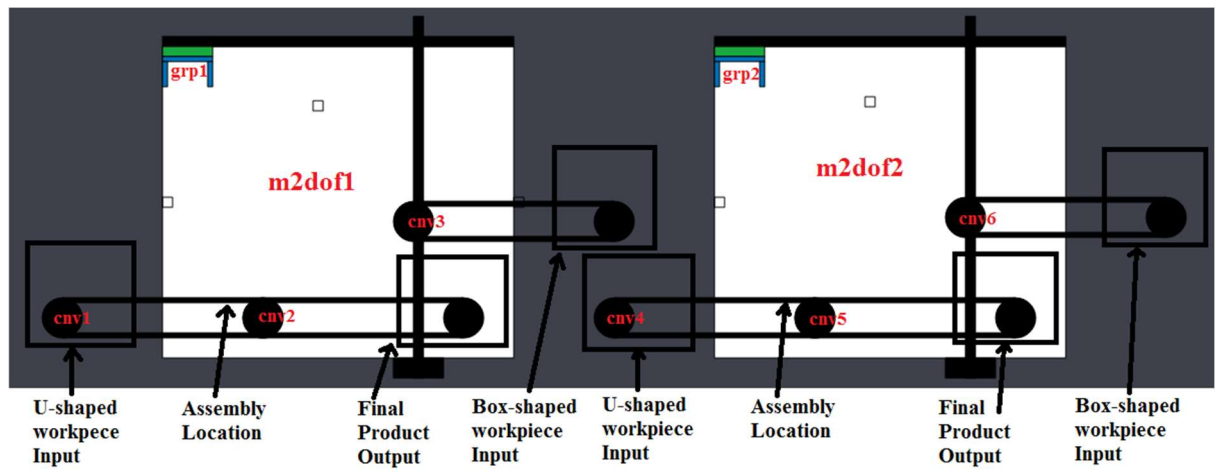 grp1
grp2
m2dof1
m2dof2
cnv3
cnv6
cnv1
cnv2
cnv4
cnv5
U-shaped
workpece
Input
Assembly
Location
Final
Product
Output
Box-shaped
workpiece
Input
U-shaped
workpiece
Input
Assembly
Location
Final
Product
Output
Box-shaped
workpiece
Input